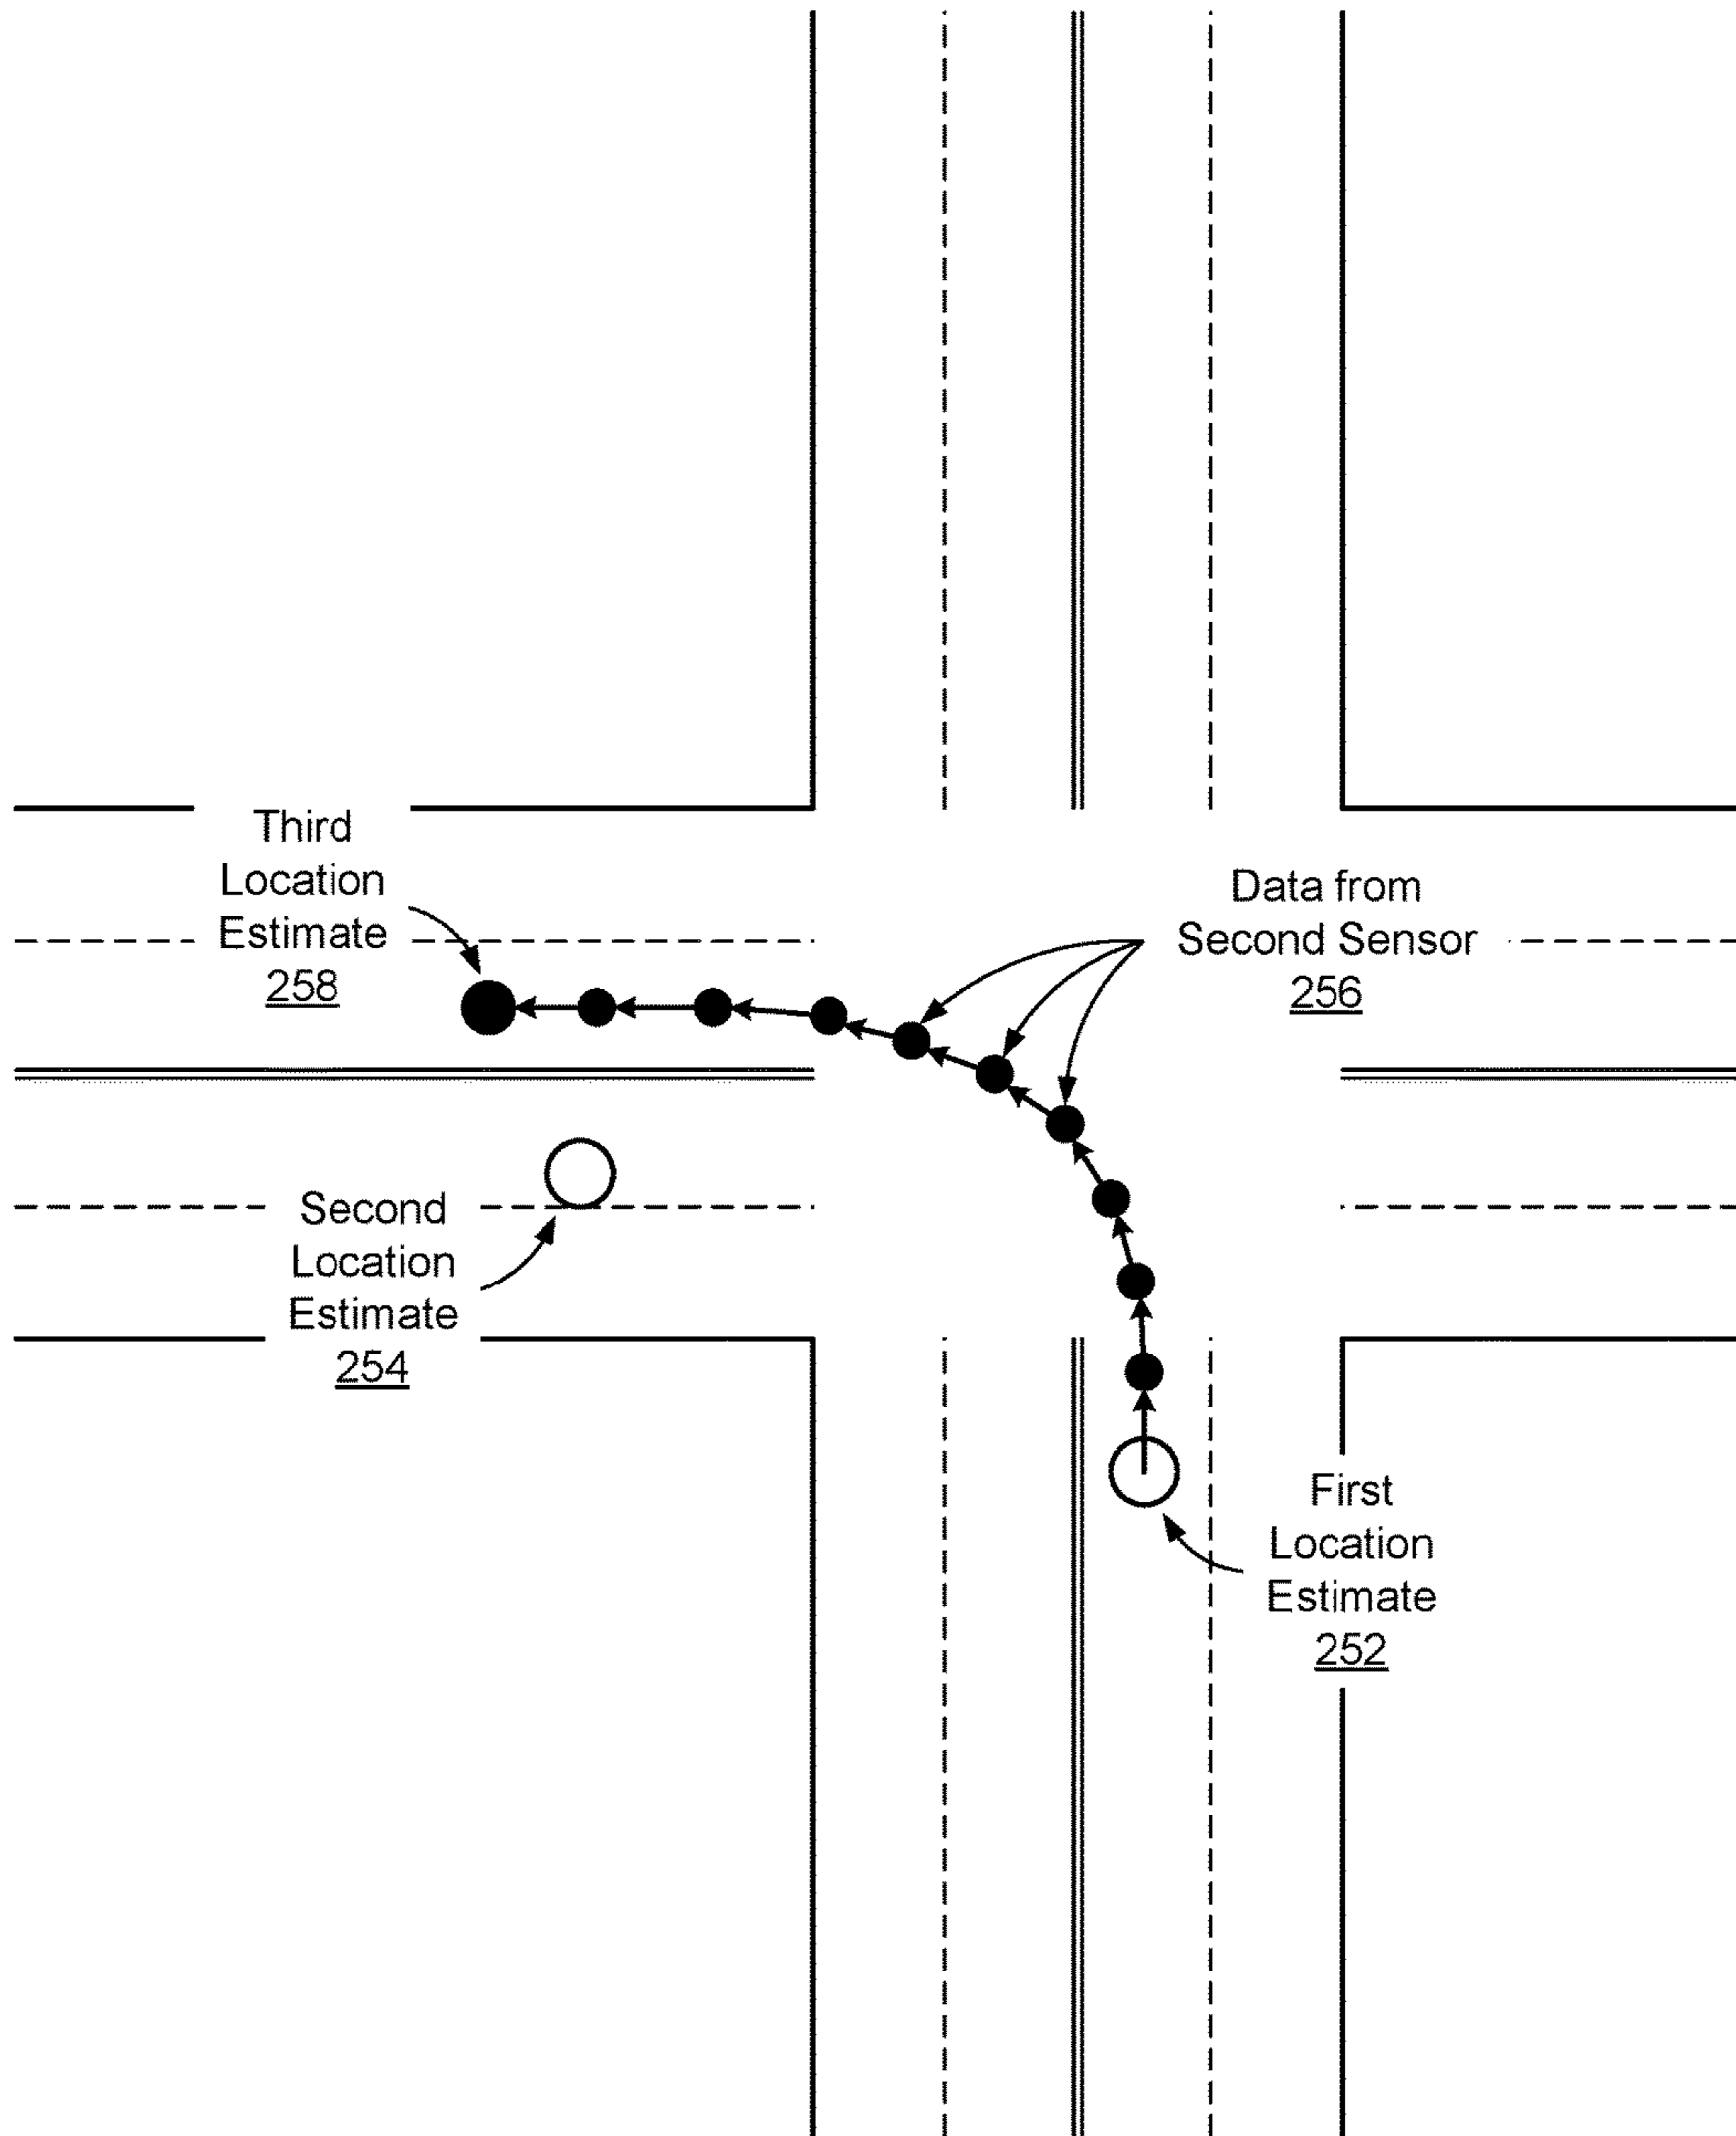 Third
Location
Estimate
258
Data from
Second Sensor
256
Second
Location
Estimate
254
First
Location
Estimate
252